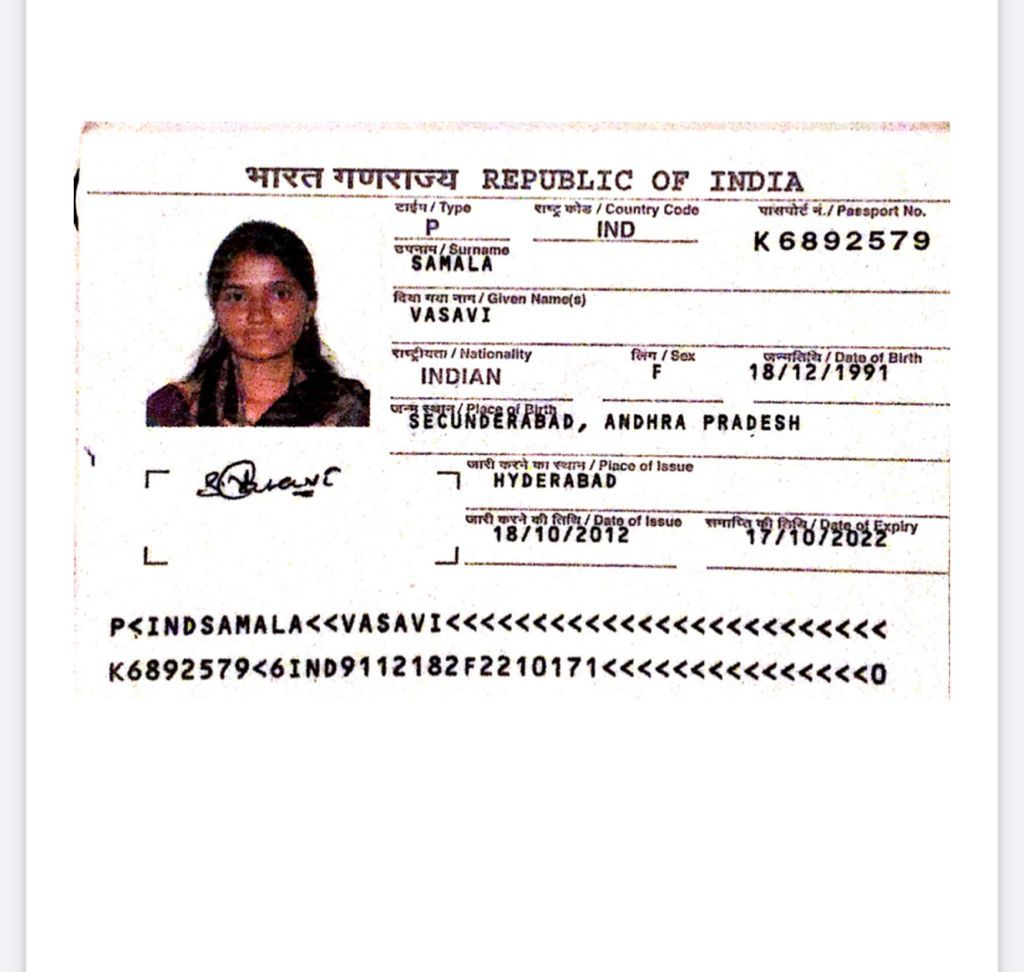 भारत गणराज्य REPUBLIC OF INDIA
टाईप / Type राष्ट्र कोड / Country Code पासपोर्ट नं./ Passport No.
P IND K6892579
उपनाम / Surname
SAMALA
दिया गया नाम / Given Name(s)
VASAVI
राष्ट्रीयता / Nationality लिंग / Sex जन्मतिथि / Date of Birth
INDIAN F 18/12/1991
जन्म स्थान / Place of Birth
SECUNDERABAD, ANDHRA PRADESH
जारी करने का स्थान / Place of Issue
HYDERABAD
जारी करने की तिथि / Date of Issue समाप्ति की तिथि / Date of Expiry
18/10/2012 17/10/2022
P<INDSAMALA<<VASAVI<<<<<<<<<<<<<<<<<<<<<<<<<
K6892579<6IND9112182F2210171<<<<<<<<<<<<<<<0